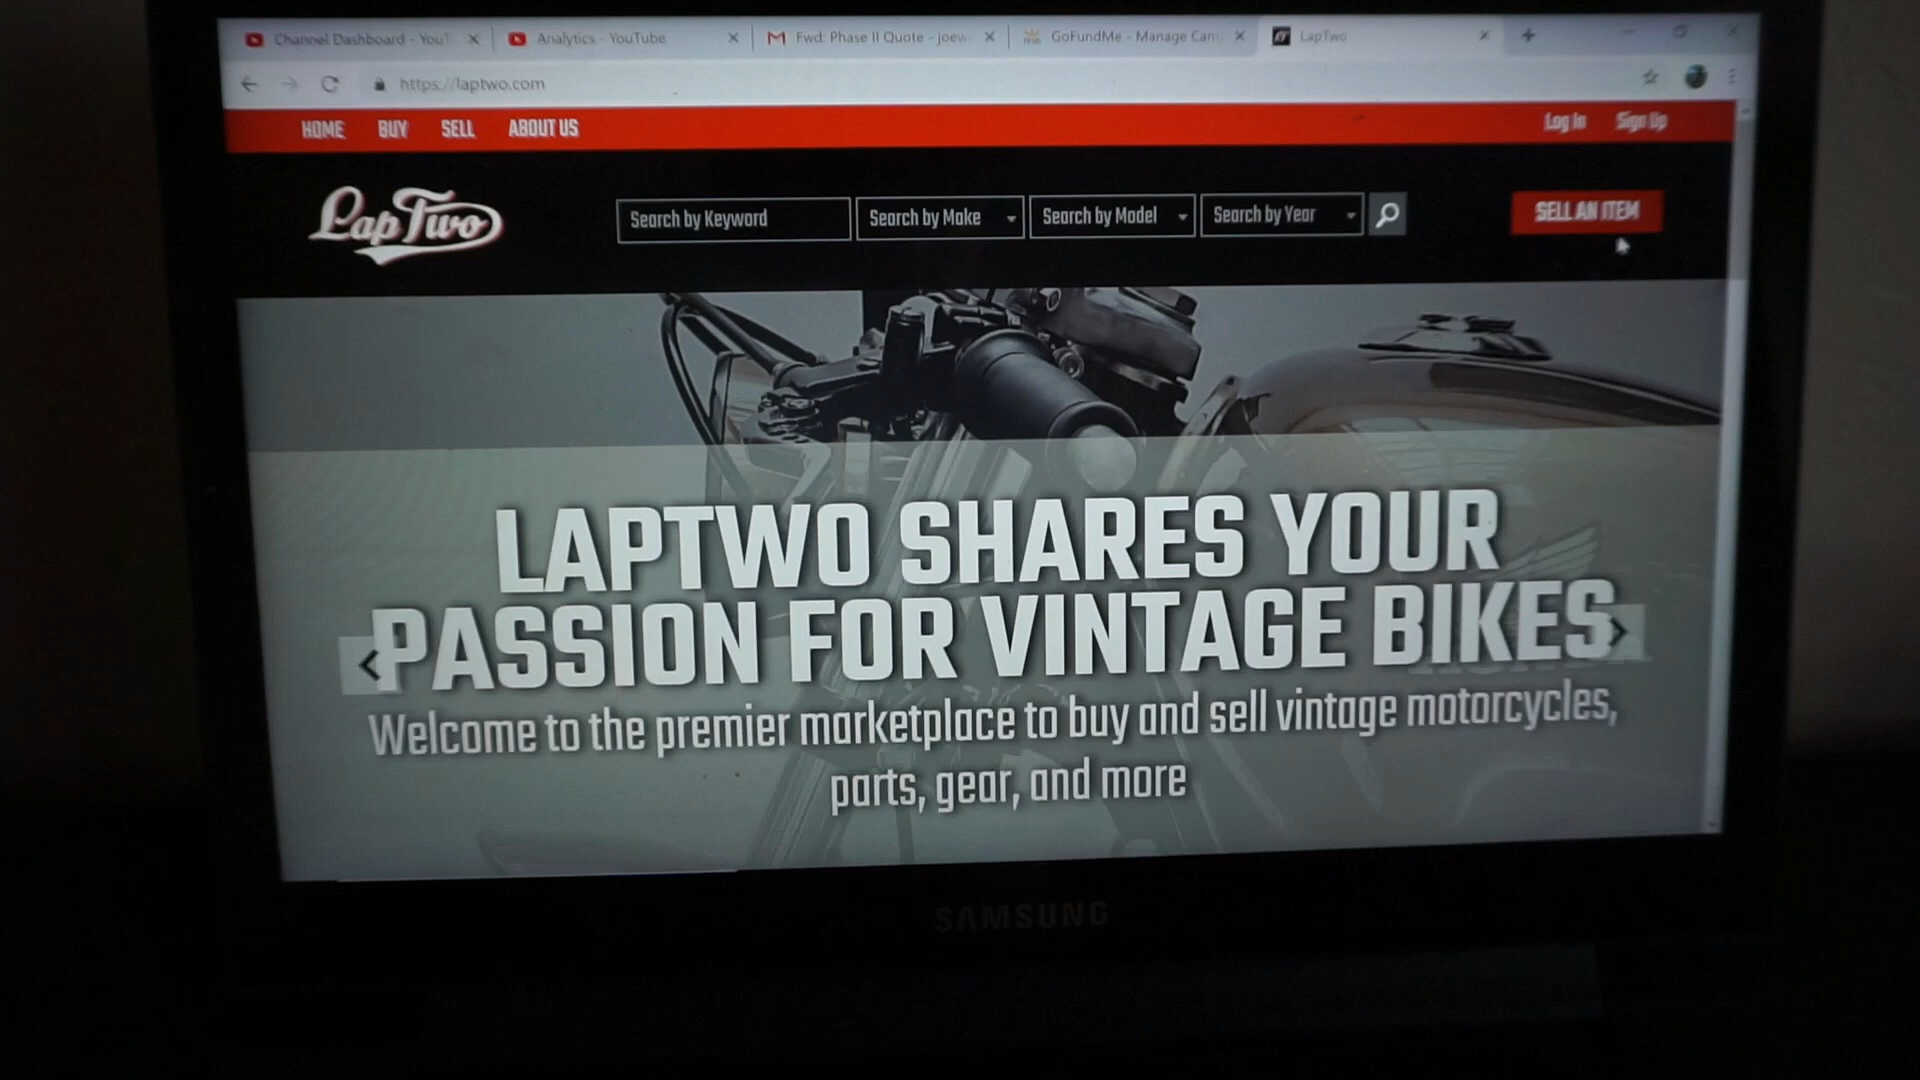 Channel Dashboard - YouT
Analytics - YouTube
Fwd: Phase II Quote - joew
GoFundMe - Manage Cam
LapTwo
https://laptwo.com
HOME BUY SELL ABOUT US
Log In Sign Up
Lap Two
Search by Keyword
Search by Make
Search by Model
Search by Year
SELL AN ITEM
LAPTWO SHARES YOUR
PASSION FOR VINTAGE BIKES
Welcome to the premier marketplace to buy and sell vintage motorcycles,
parts, gear, and more
SAMSUNG